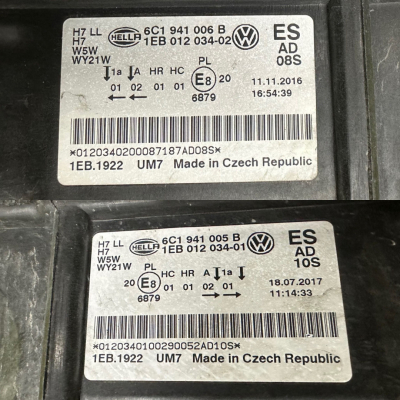 H7 LL HELLA 6C1 941 006 B ES
H7 1EB 012 034-02 AD
W5W 08S
WY21W PL
1a A HR HC E8 20 11.11.2016
01 01 02 01 16:54:39
6879
*0120340200087187AD08S*
1EB.1922 UM7 Made in Czech Republic
H7 LL HELLA 6C1 941 005 B ES
H7 1EB 012 034-01 AD
W5W 10S
WY21W PL
20 E8 HC HR A 1a 18.07.2017
01 01 02 01 11:14:33
6879
*0120340100290052AD10S*
1EB.1922 UM7 Made in Czech Republic